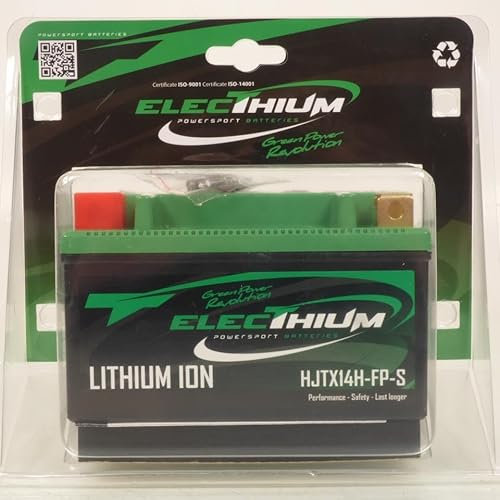 POWERSPORT BATTERIES
Certificate ISO-9001 Certificate ISO-14001
ELECTHIUM
POWERSPORT BATTERIES
Green Power
Revolution
Green Power
Revolution
ELECTHIUM
POWERSPORT BATTERIES
LITHIUM ION
HJTX14H-FP-S
Performance - Safety - Last longer